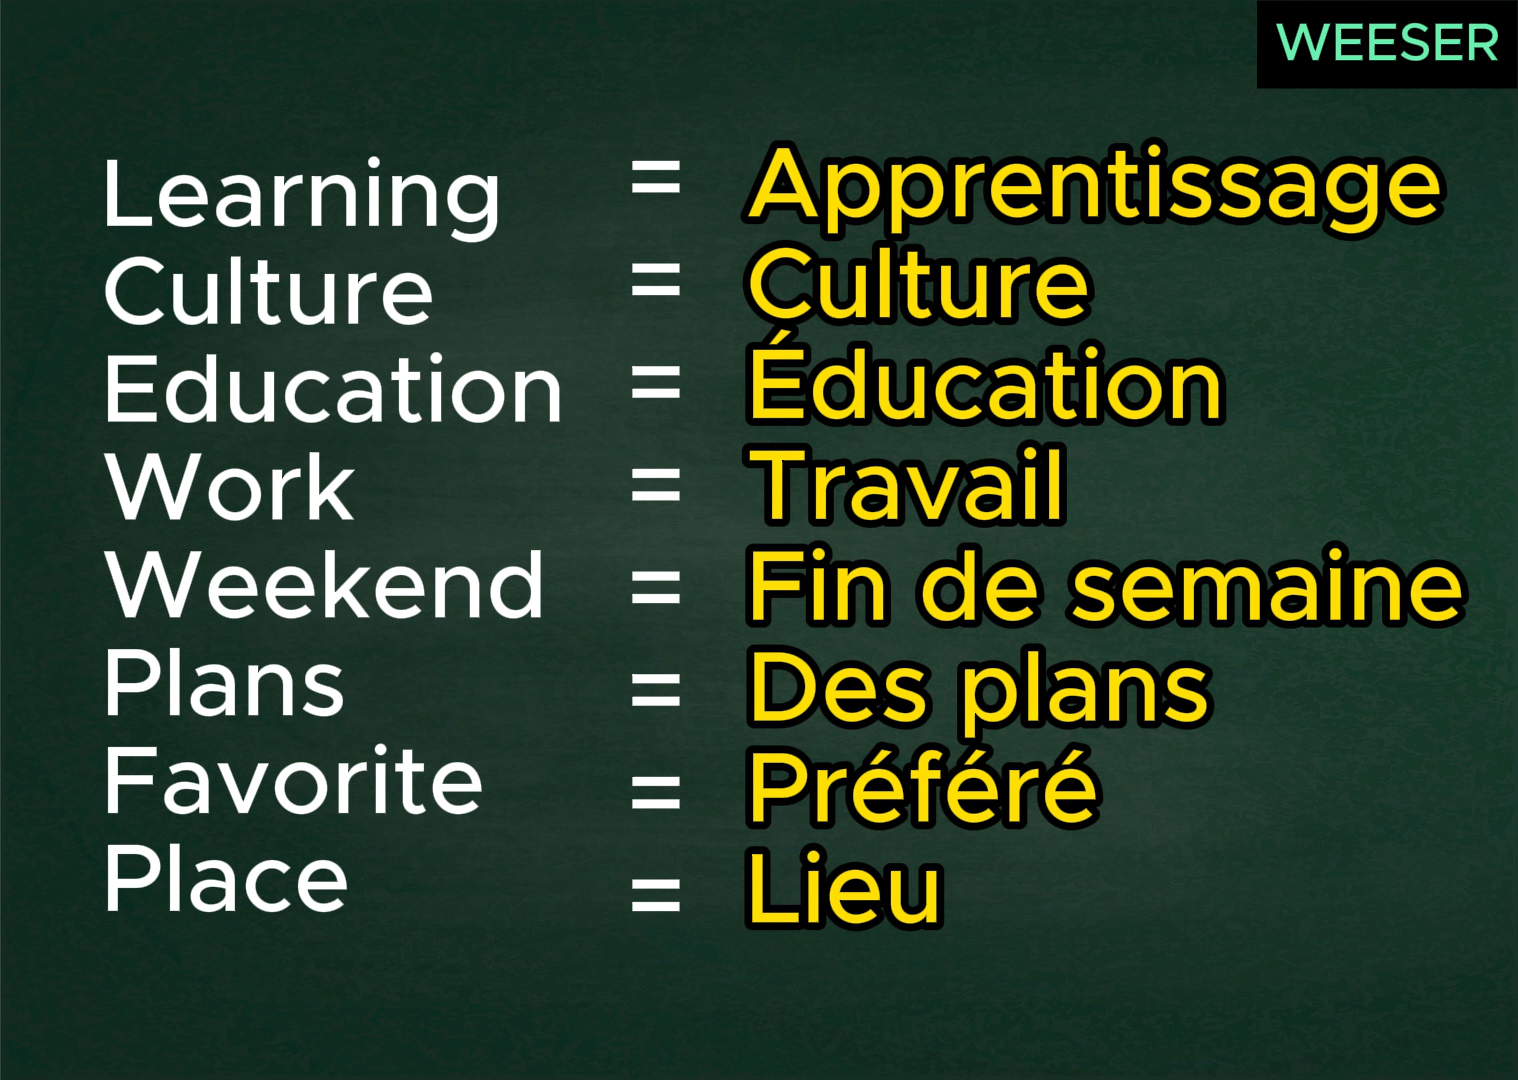 WEESER
Learning = Apprentissage
Culture = Culture
Education = Éducation
Work = Travail
Weekend = Fin de semaine
Plans = Des plans
Favorite = Préféré
Place = Lieu